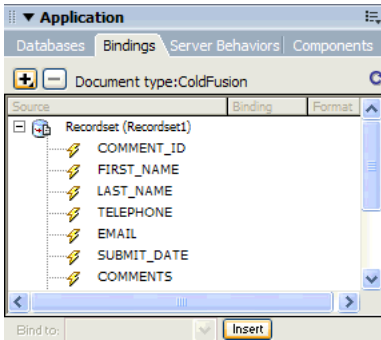 Application
Databases Bindings Server Behaviors Components
Document type:ColdFusion
Source Binding Format
Recordset (Recordset1)
COMMENT_ID
FIRST_NAME
LAST_NAME
TELEPHONE
EMAIL
SUBMIT_DATE
COMMENTS
Bind to: Insert